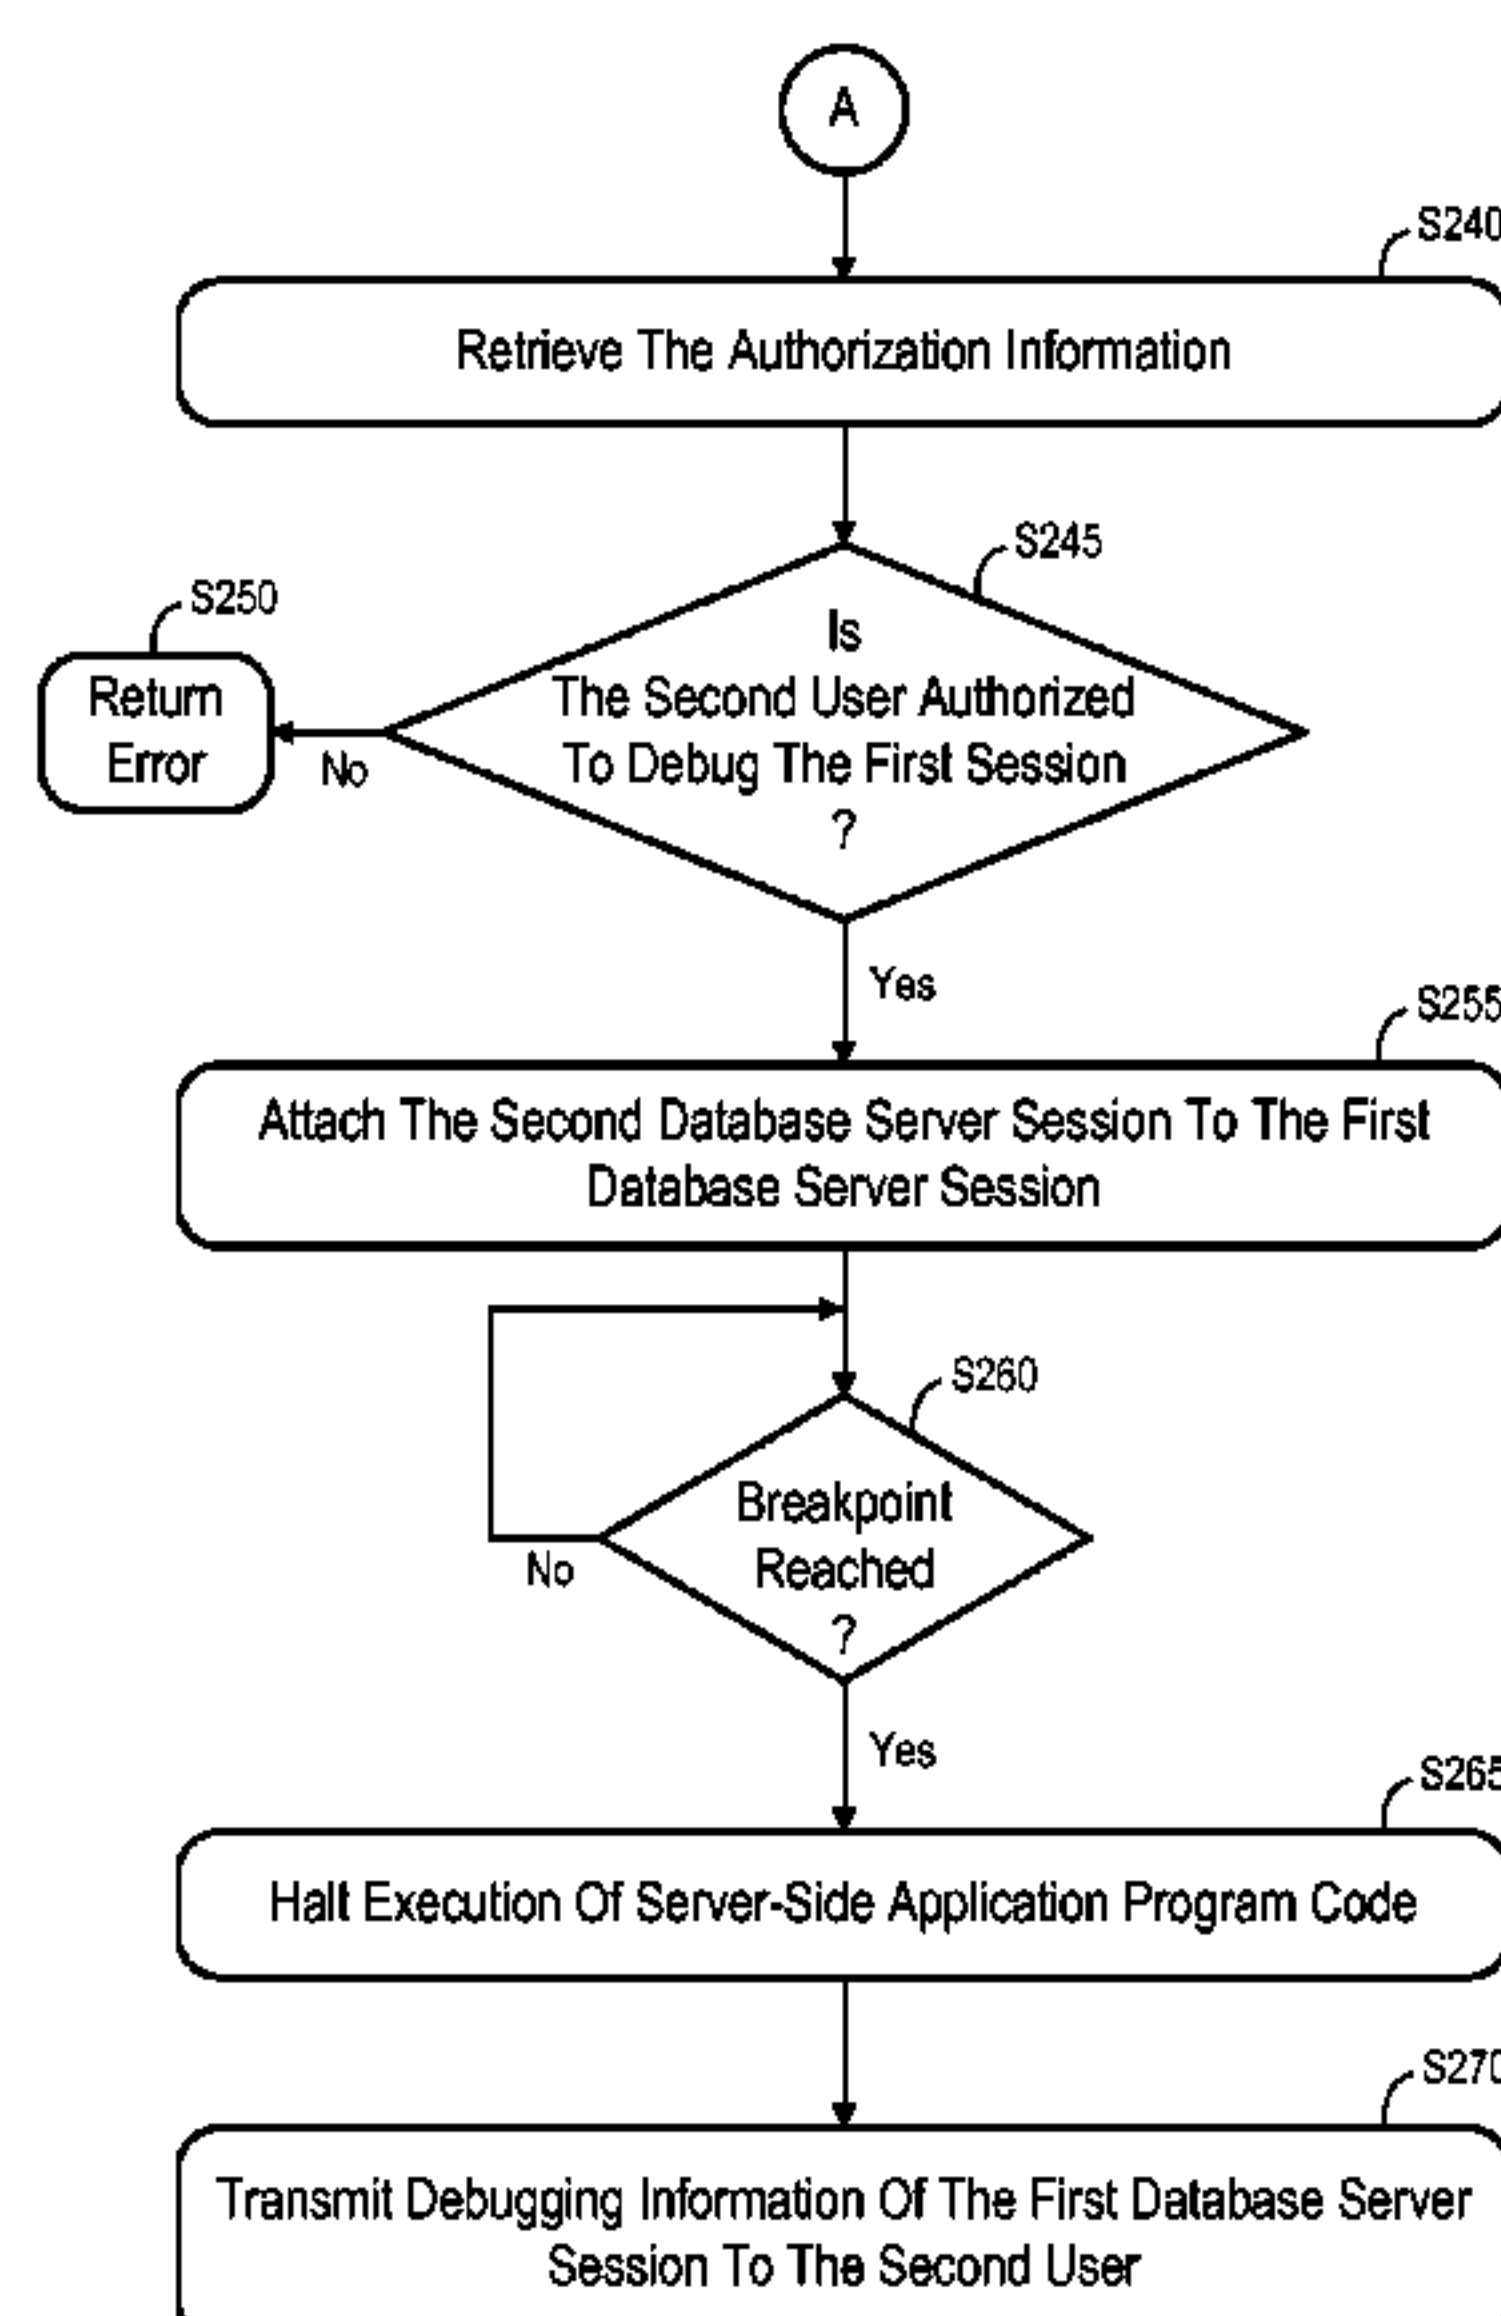 A
S240
Retrieve The Authorization Information
S245
Is
The Second User Authorized
To Debug The First Session
?
S250
Return
Error
No
Yes
S255
Attach The Second Database Server Session To The First
Database Server Session
S260
Breakpoint
Reached
?
No
Yes
S265
Halt Execution Of Server-Side Application Program Code
S270
Transmit Debugging Information Of The First Database Server
Session To The Second User